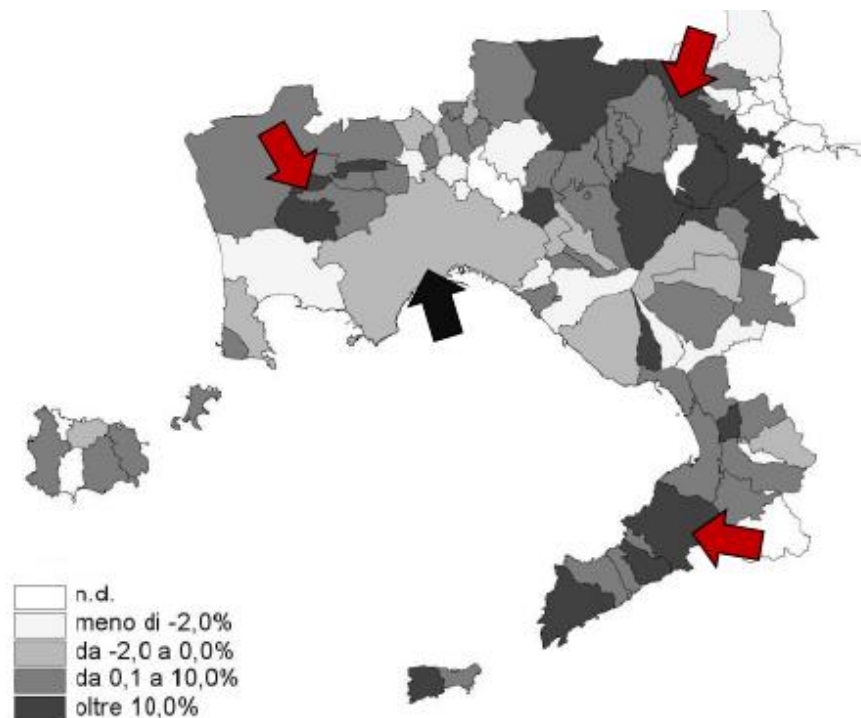 n.d.
meno di -2,0%
da -2,0 a 0,0%
da 0,1 a 10,0%
oltre 10,0%